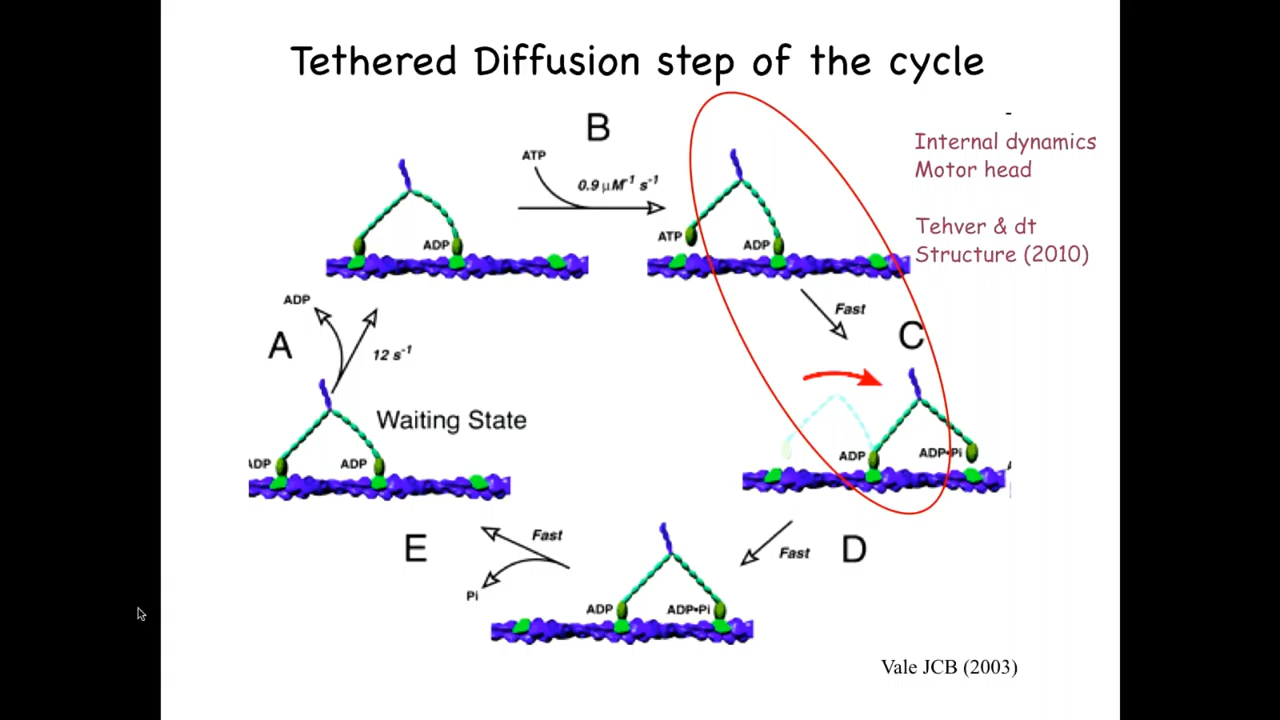 Tethered Diffusion step of the cycle
B
ATP
0.9 µM⁻¹ s⁻¹
Internal dynamics
Motor head
Tehver & dt
Structure (2010)
ADP
ATP
ADP
ADP
A
12 s⁻¹
Fast
C
Waiting State
ADP
ADP
ADP
ADP•Pi
E
Fast
Pi
Fast
D
ADP
ADP•Pi
Vale JCB (2003)